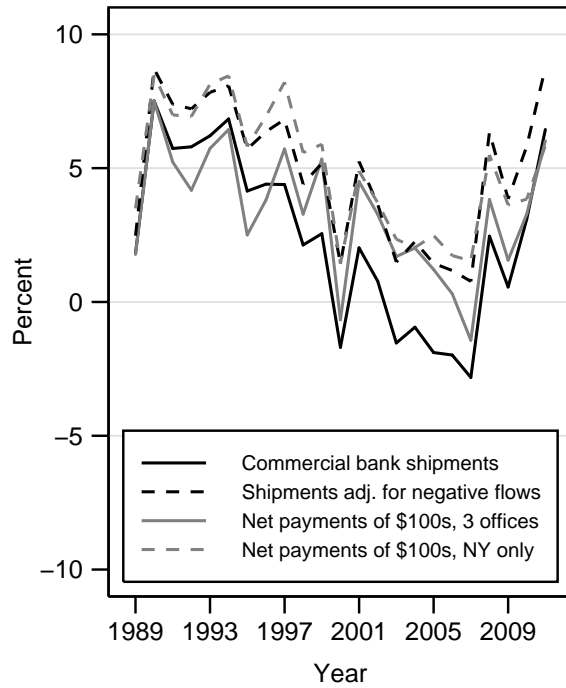 10
5
0
−5
−10
Percent
Commercial bank shipments
Shipments adj. for negative flows
Net payments of $100s, 3 offices
Net payments of $100s, NY only
1989 1993 1997 2001 2005 2009
Year